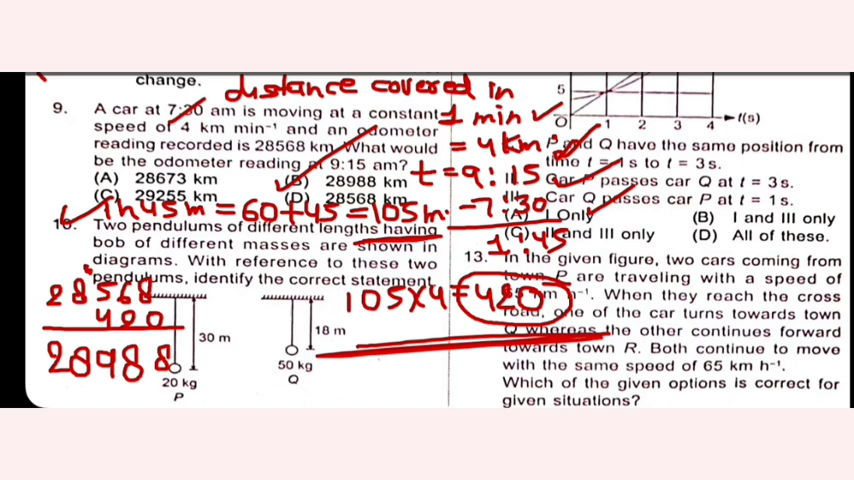 change.
distance covered in
9. A car at 7:30 am is moving at a constant
speed of 4 km min⁻¹ and an odometer
reading recorded is 28568 km. What would
be the odometer reading at 9:15 am?
(A) 28673 km (B) 28988 km
(C) 29255 km (D) 28568 km
1 min
= 4 km
t = 9:15
- 7:30
1:45
1h 45m = 60+45 = 105m
10. Two pendulums of different lengths having
bob of different masses are shown in
diagrams. With reference to these two
pendulums, identify the correct statement
28568
420
28988
105×4=420
30 m
20 kg
P
18 m
50 kg
Q
5
O 1 2 3 4 t(s)
P and Q have the same position from
time t = 1s to t = 3s.
Car P passes car Q at t = 3s.
III. Car Q passes car P at t = 1s.
(A) I Only (B) I and III only
(C) II and III only (D) All of these.
13. In the given figure, two cars coming from
town P are traveling with a speed of
65 km h⁻¹. When they reach the cross
road, one of the car turns towards town
Q whereas the other continues forward
towards town R. Both continue to move
with the same speed of 65 km h⁻¹.
Which of the given options is correct for
given situations?